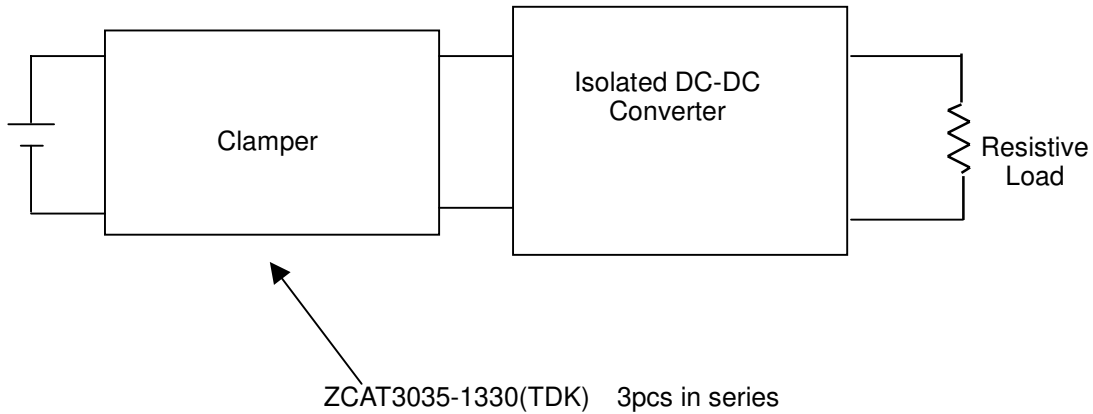 Clamper
Isolated DC-DC
Converter
Resistive
Load
ZCAT3035-1330(TDK) 3pcs in series